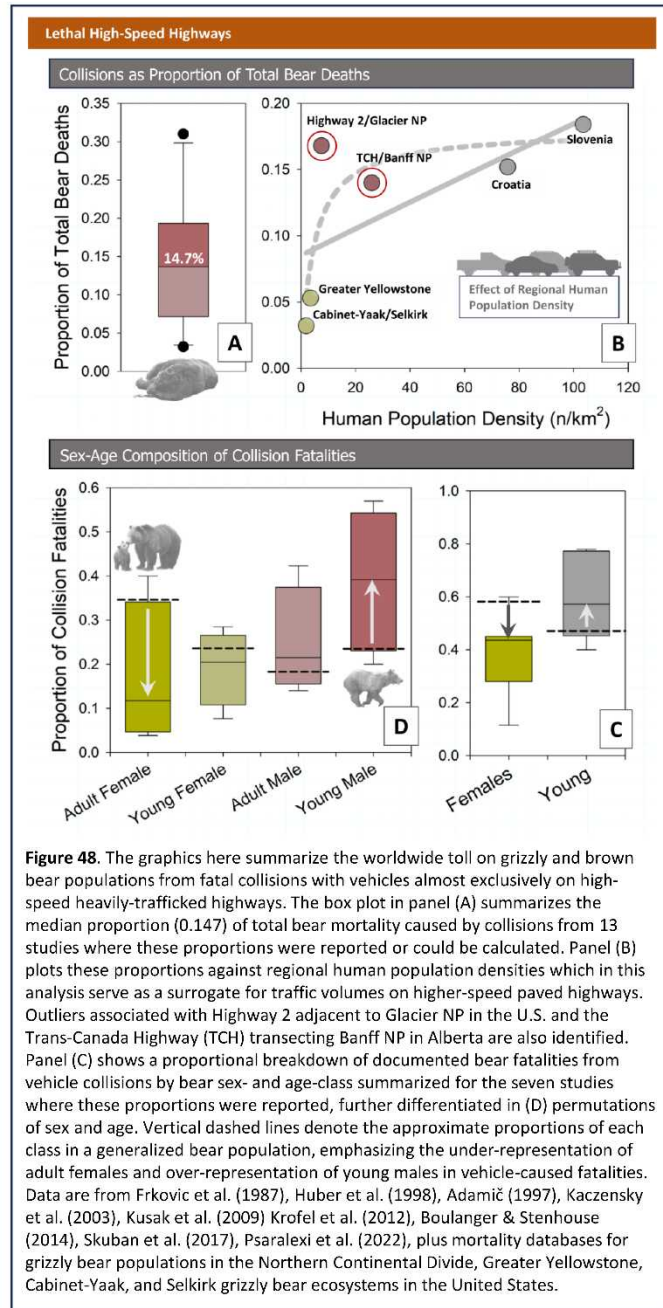 Lethal High-Speed Highways
Collisions as Proportion of Total Bear Deaths
Proportion of Total Bear Deaths
0.35
0.30
0.25
0.20
0.15
0.10
0.05
0.00
14.7%
A
0.20
0.15
0.10
0.05
0.00
Highway 2/Glacier NP
TCH/Banff NP
Slovenia
Croatia
Greater Yellowstone
Cabinet-Yaak/Selkirk
Effect of Regional Human
Population Density
B
0 20 40 60 80 100 120
Human Population Density (n/km²)
Sex-Age Composition of Collision Fatalities
Proportion of Collision Fatalities
0.6
0.5
0.4
0.3
0.2
0.1
0.0
D
Adult Female
Young Female
Adult Male
Young Male
1.0
0.8
0.6
0.4
0.2
0.0
C
Females
Young
Figure 48. The graphics here summarize the worldwide toll on grizzly and brown
bear populations from fatal collisions with vehicles almost exclusively on high-
speed heavily-trafficked highways. The box plot in panel (A) summarizes the
median proportion (0.147) of total bear mortality caused by collisions from 13
studies where these proportions were reported or could be calculated. Panel (B)
plots these proportions against regional human population densities which in this
analysis serve as a surrogate for traffic volumes on higher-speed paved highways.
Outliers associated with Highway 2 adjacent to Glacier NP in the U.S. and the
Trans-Canada Highway (TCH) transecting Banff NP in Alberta are also identified.
Panel (C) shows a proportional breakdown of documented bear fatalities from
vehicle collisions by bear sex- and age-class summarized for the seven studies
where these proportions were reported, further differentiated in (D) permutations
of sex and age. Vertical dashed lines denote the approximate proportions of each
class in a generalized bear population, emphasizing the under-representation of
adult females and over-representation of young males in vehicle-caused fatalities.
Data are from Frkovic et al. (1987), Huber et al. (1998), Adamič (1997), Kaczensky
et al. (2003), Kusak et al. (2009) Krofel et al. (2012), Boulanger & Stenhouse
(2014), Skuban et al. (2017), Psaralexi et al. (2022), plus mortality databases for
grizzly bear populations in the Northern Continental Divide, Greater Yellowstone,
Cabinet-Yaak, and Selkirk grizzly bear ecosystems in the United States.